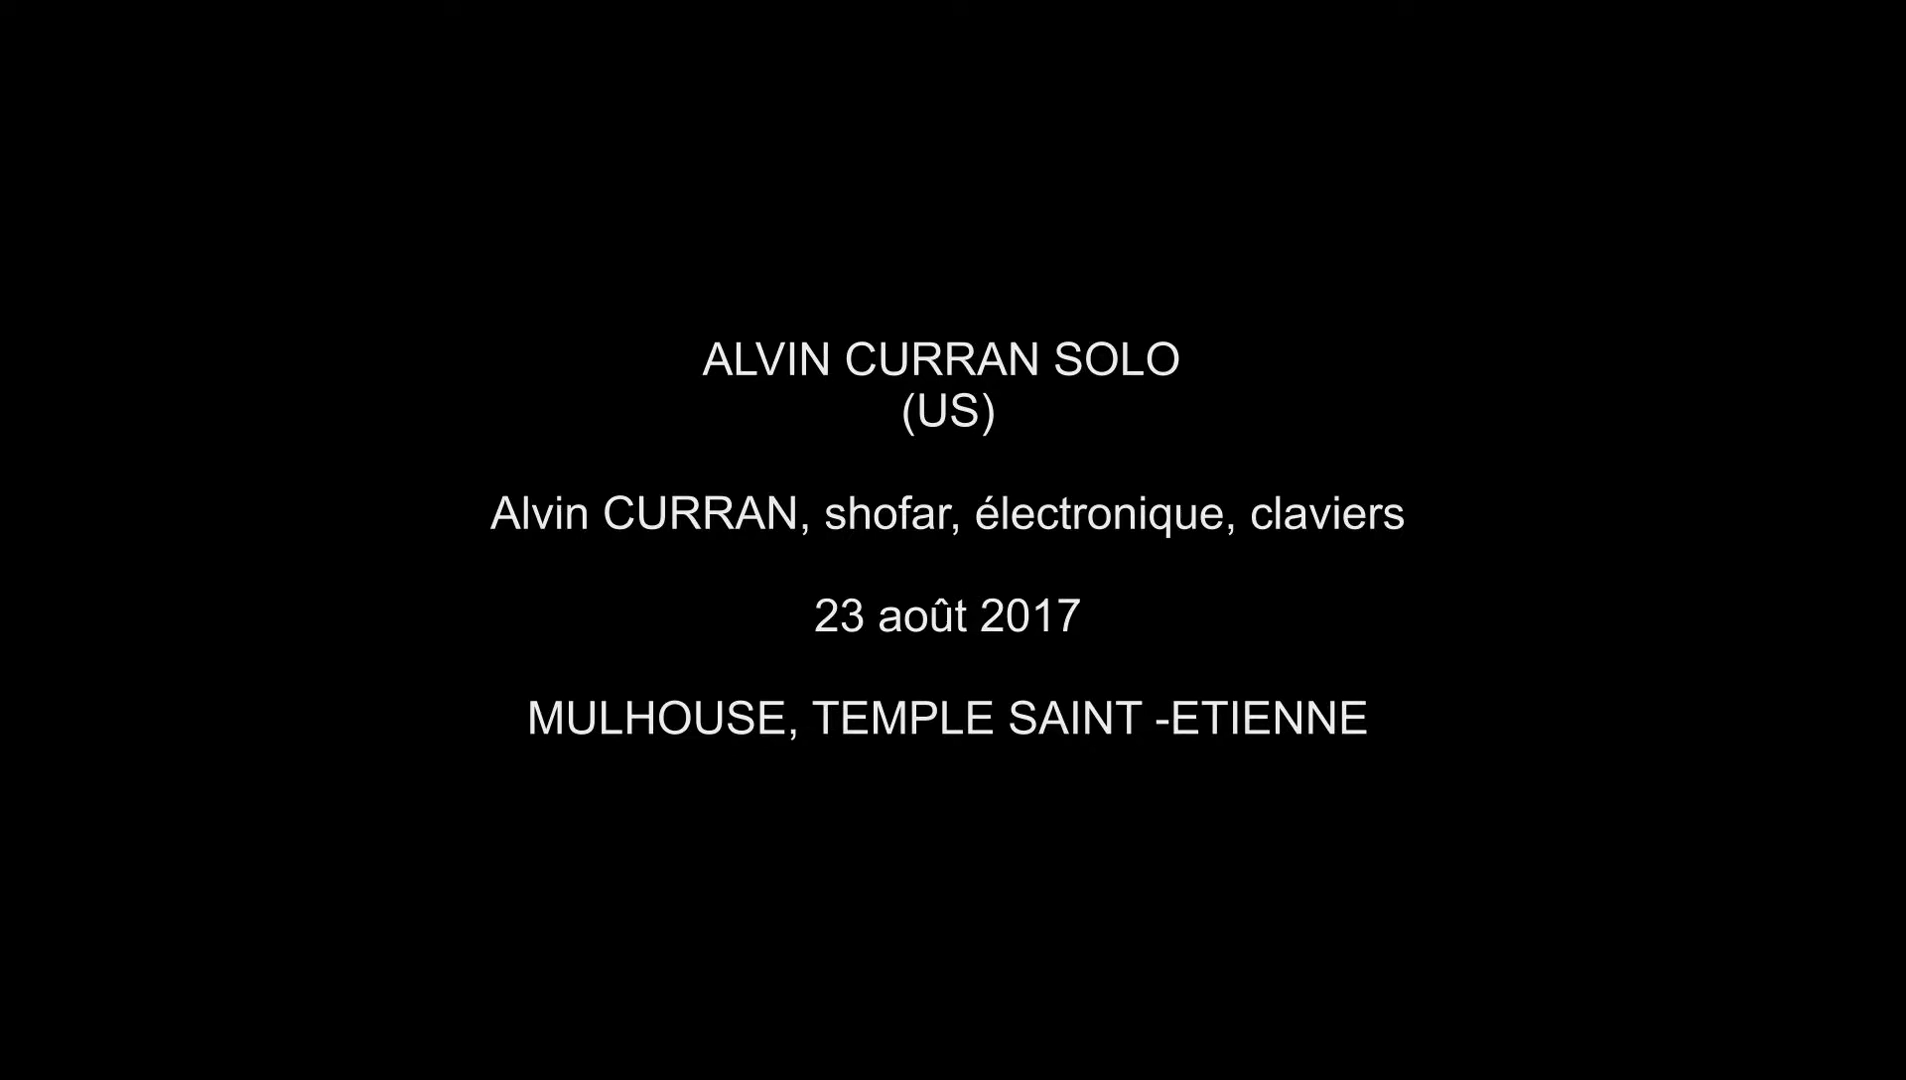 ALVIN CURRAN SOLO
(US)
Alvin CURRAN, shofar, électronique, claviers
23 août 2017
MULHOUSE, TEMPLE SAINT -ETIENNE